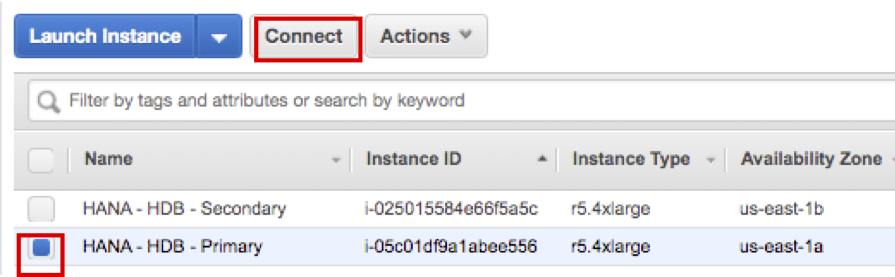 Launch Instance Connect Actions
Filter by tags and attributes or search by keyword
Name Instance ID Instance Type Availability Zone
HANA - HDB - Secondary i-025015584e66f5a5c r5.4xlarge us-east-1b
HANA - HDB - Primary i-05c01df9a1abee556 r5.4xlarge us-east-1a